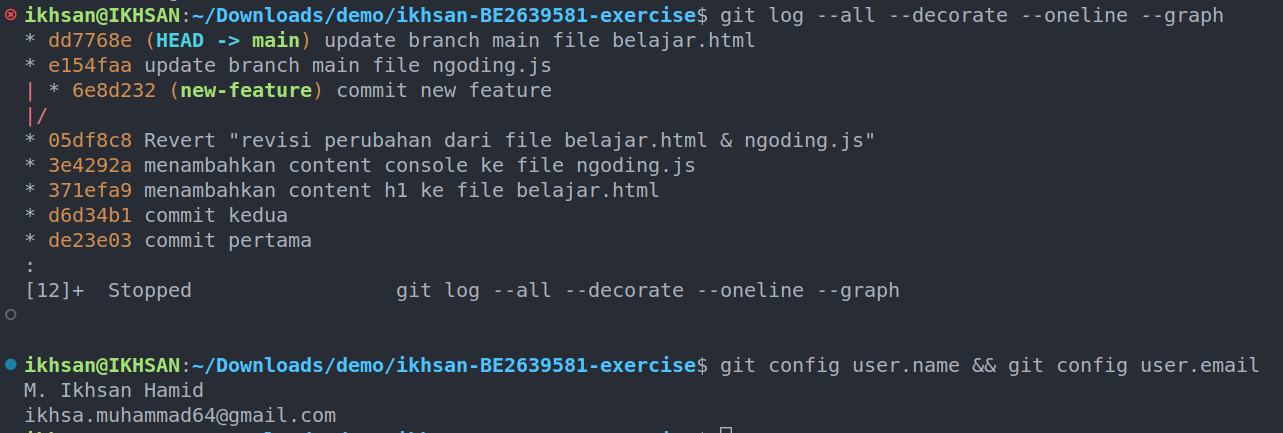 ikhsan@IKHSAN:~/Downloads/demo/ikhsan-BE2639581-exercise$ git log --all --decorate --oneline --graph
* dd7768e (HEAD -> main) update branch main file belajar.html
* e154faa update branch main file ngoding.js
| * 6e8d232 (new-feature) commit new feature
|/
* 05df8c8 Revert "revisi perubahan dari file belajar.html & ngoding.js"
* 3e4292a menambahkan content console ke file ngoding.js
* 371efa9 menambahkan content h1 ke file belajar.html
* d6d34b1 commit kedua
* de23e03 commit pertama
:
[12]+  Stopped                 git log --all --decorate --oneline --graph
ikhsan@IKHSAN:~/Downloads/demo/ikhsan-BE2639581-exercise$ git config user.name && git config user.email
M. Ikhsan Hamid
ikhsa.muhammad64@gmail.com